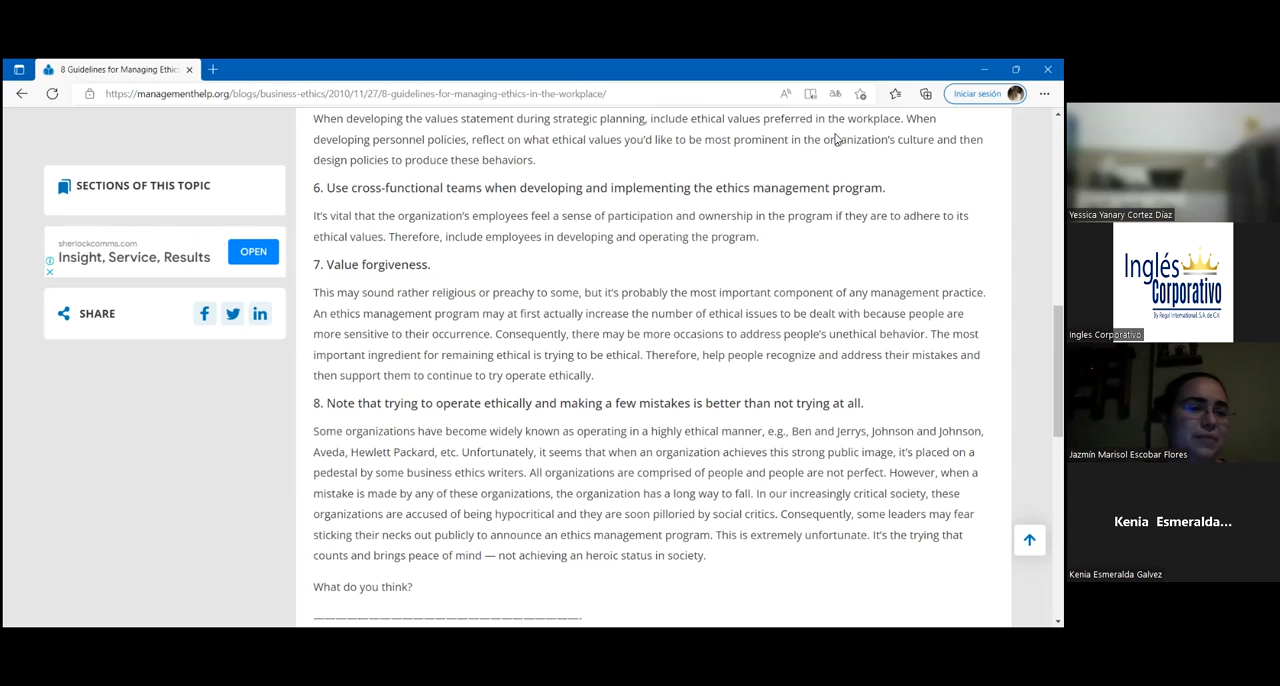 8 Guidelines for Managing Ethic
https://managementhelp.org/blogs/business-ethics/2010/11/27/8-guidelines-for-managing-ethics-in-the-workplace/
Iniciar sesión
SECTIONS OF THIS TOPIC
sherlockcomms.com
Insight, Service, Results
OPEN
SHARE
When developing the values statement during strategic planning, include ethical values preferred in the workplace. When
developing personnel policies, reflect on what ethical values you'd like to be most prominent in the organization's culture and then
design policies to produce these behaviors.
6. Use cross-functional teams when developing and implementing the ethics management program.
It's vital that the organization's employees feel a sense of participation and ownership in the program if they are to adhere to its
ethical values. Therefore, include employees in developing and operating the program.
7. Value forgiveness.
This may sound rather religious or preachy to some, but it's probably the most important component of any management practice.
An ethics management program may at first actually increase the number of ethical issues to be dealt with because people are
more sensitive to their occurrence. Consequently, there may be more occasions to address people's unethical behavior. The most
important ingredient for remaining ethical is trying to be ethical. Therefore, help people recognize and address their mistakes and
then support them to continue to try operate ethically.
8. Note that trying to operate ethically and making a few mistakes is better than not trying at all.
Some organizations have become widely known as operating in a highly ethical manner, e.g., Ben and Jerrys, Johnson and Johnson,
Aveda, Hewlett Packard, etc. Unfortunately, it seems that when an organization achieves this strong public image, it's placed on a
pedestal by some business ethics writers. All organizations are comprised of people and people are not perfect. However, when a
mistake is made by any of these organizations, the organization has a long way to fall. In our increasingly critical society, these
organizations are accused of being hypocritical and they are soon pilloried by social critics. Consequently, some leaders may fear
sticking their necks out publicly to announce an ethics management program. This is extremely unfortunate. It's the trying that
counts and brings peace of mind — not achieving an heroic status in society.
What do you think?
Yessica Yanary Cortez Díaz
Inglés
Corporativo
By Regal International, S.A. de C.V.
Ingles Corporativo
Jazmín Marisol Escobar Flores
Kenia Esmeralda...
Kenia Esmeralda Galvez